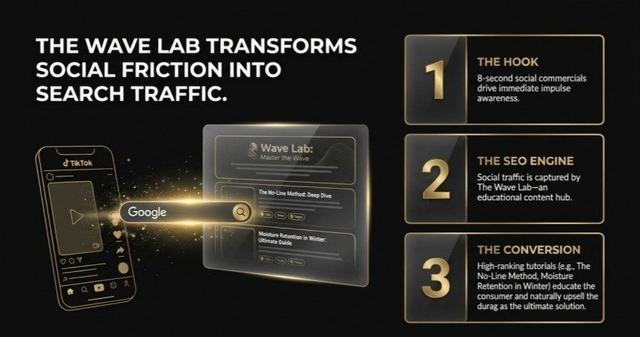 THE WAVE LAB TRANSFORMS
SOCIAL FRICTION INTO
SEARCH TRAFFIC.
TikTok
Google
Wave Lab:
Master the Wave
The No-Line Method: Deep Dive
Moisture Retention in Winter:
Ultimate Guide
1
THE HOOK
8-second social commercials
drive immediate impulse
awareness.
2
THE SEO ENGINE
Social traffic is captured by
The Wave Lab—an
educational content hub.
3
THE CONVERSION
High-ranking tutorials (e.g., The
No-Line Method, Moisture
Retention in Winter) educate the
consumer and naturally upsell the
durag as the ultimate solution.